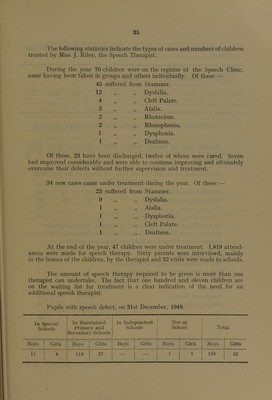 35
The following statistics indicate the types of cases and numbers of children
treated by Miss J. Riley, the Speech Therapist.
During the year 70 children were on the register of the Speech Clinic,
some having been taken in groups and others individually. Of these:—
45 suffered from Stammer.
12 ,, ,, Dyslalia.
4 ,, ,, Cleft Palate.
3 ,, ,, Alalia.
2 ,, ,, Rhotacism.
2 ,, ,, Rhinophonia.
1 ,, ,, Dysphonia.
1 ,, ,, Deafness.
Of these, 23 have been discharged, twelve of whom were cured. Seven
had improved considerably and were able to continue improving and ultimately
overcome their defects without further supervision and treatment.
34 new cases came under treatment during the year. Of these:—
23 suffered from Stammer.
9 ,, ,, Dyslalia.
1 ,, ,, Alalia.
1 ,, ,, Dysphonia.
1 ,, ,, Cleft Palate.
1 ,, ,, Deafness.
At the end of the year, 47 children were under treatment. 1,819 attend-
ances were made for speech therapy. Sixty parents were interviewed, mainly
in the homes of the children, by the therapist and 32 visits were made to schools.
The amount of speech therapy required to be given is more than one
therapist can undertake. The fact that one hundred and eleven children are
on the waiting list for treatment is a clear indication of the need for an
additional speech therapist.
Pupils with speech defect, on 31st December, 1948.
In Special Schools In Maintained Primary and Secondary Schools In Independent Schools Not at School Total
Boys Girls Boys Girls Boys Girls Boys Girls Boys Girls
11 4 116 27 — — 1 1 128 32